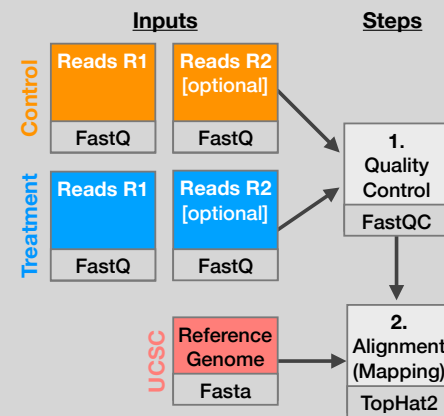 Inputs
Steps
Control
Reads R1
FastQ
Reads R2
[optional]
FastQ
Treatment
Reads R1
FastQ
Reads R2
[optional]
FastQ
1.
Quality
Control
FastQC
UCSC
Reference
Genome
Fasta
2.
Alignment
(Mapping)
TopHat2